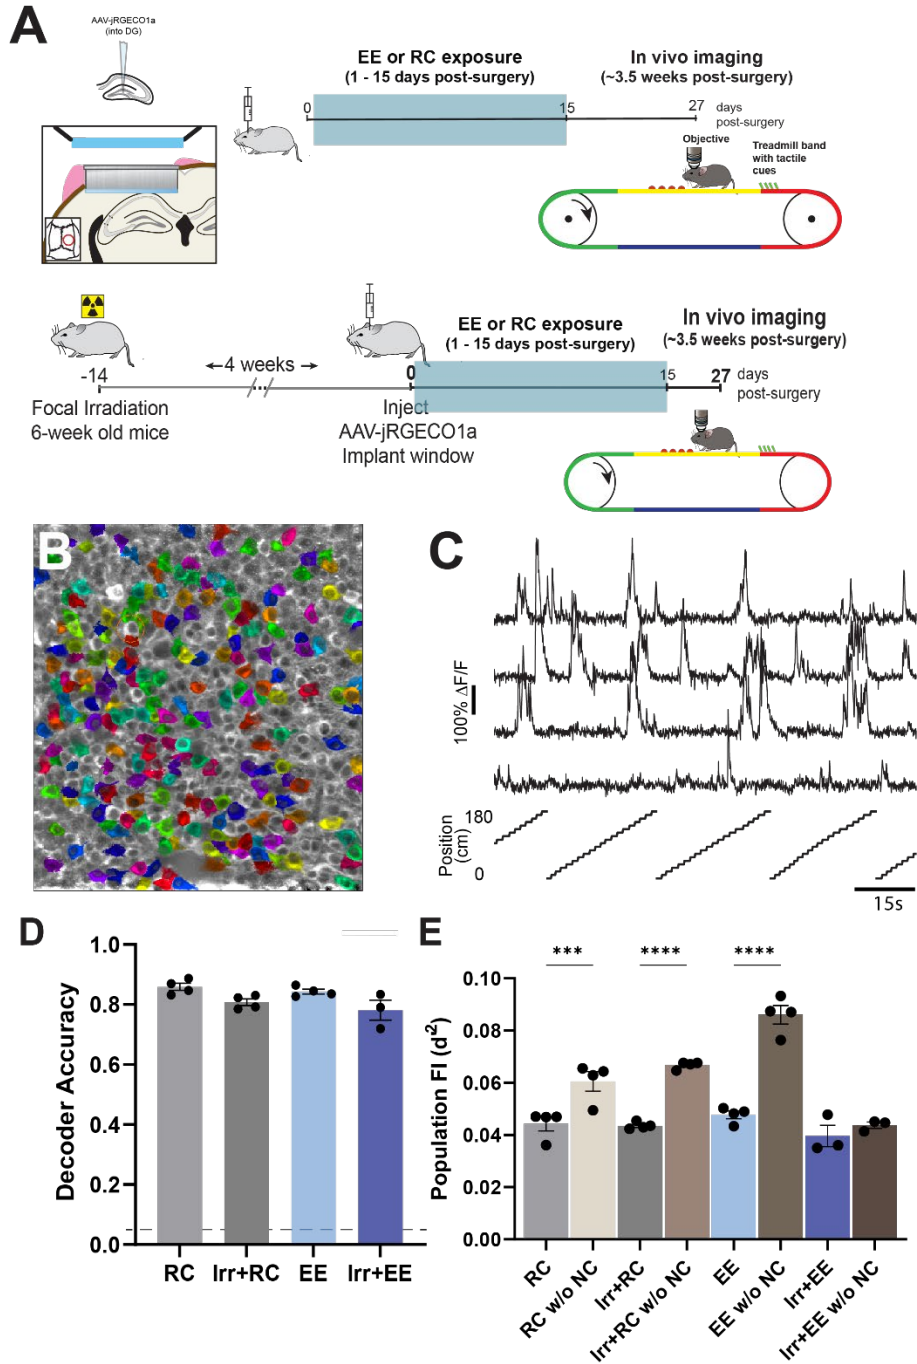 A
AAV-jRGECO1a
(into DG)
EE or RC exposure
(1 - 15 days post-surgery)
In vivo imaging
(~3.5 weeks post-surgery)
0
15
27
days
post-surgery
Objective
Treadmill band
with tactile
cues
EE or RC exposure
(1 - 15 days post-surgery)
In vivo imaging
(~3.5 weeks post-surgery)
-14
4 weeks
0
15
27
days
post-surgery
Focal Irradiation
6-week old mice
Inject
AAV-jRGECO1a
Implant window
B
C
100% ΔF/F
Position
(cm)
180
0
15s
D
Decoder Accuracy
1.0
0.8
0.6
0.4
0.2
0.0
RC
Irr+RC
EE
Irr+EE
E
***
****
****
Population FI (d'²)
0.10
0.08
0.06
0.04
0.02
0.00
RC
RC w/o NC
Irr+RC
Irr+RC w/o NC
EE
EE w/o NC
Irr+EE
Irr+EE w/o NC